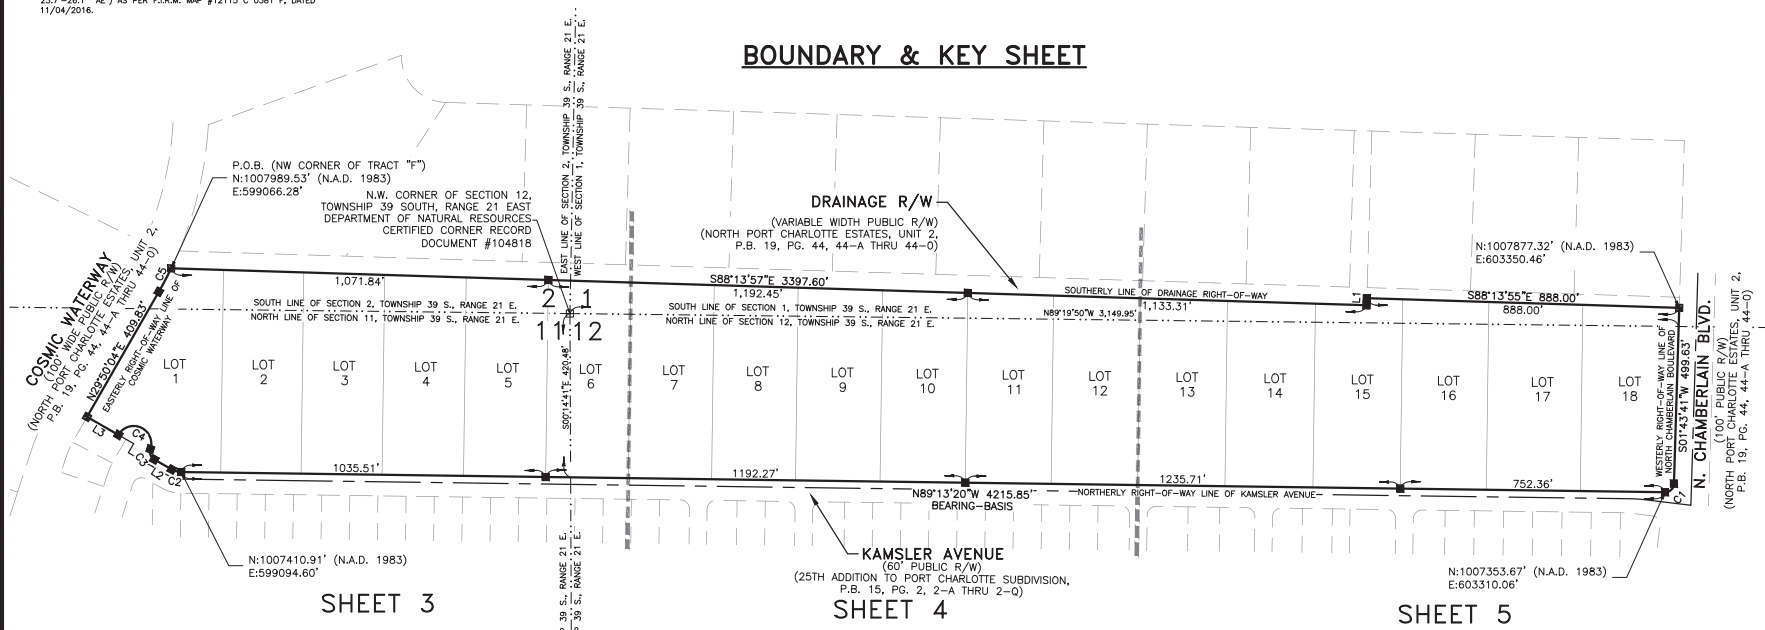 11/04/2016.
BOUNDARY & KEY SHEET
P.O.B. (NW CORNER OF TRACT "F")
N:1007989.53' (N.A.D. 1983)
E:599066.28'
N.W. CORNER OF SECTION 12,
TOWNSHIP 39 SOUTH, RANGE 21 EAST
DEPARTMENT OF NATURAL RESOURCES
CERTIFIED CORNER RECORD
DOCUMENT #104818
EAST LINE OF SECTION 2, TOWNSHIP 39 S., RANGE 21 E.
WEST LINE OF SECTION 1, TOWNSHIP 39 S., RANGE 21 E.
DRAINAGE R/W
(VARIABLE WIDTH PUBLIC R/W)
(NORTH PORT CHARLOTTE ESTATES, UNIT 2,
P.B. 19, PG. 44, 44-A THRU 44-O)
N:1007877.32' (N.A.D. 1983)
E:603350.46'
COSMIC WATERWAY
(100' WIDE PUBLIC R/W)
(NORTH PORT CHARLOTTE ESTATES, UNIT 2,
P.B. 19, PG. 44, 44-A THRU 44-O)
N29°50'04"E 409.83'
EASTERLY RIGHT-OF-WAY LINE OF
COSMIC WATERWAY
C5
1,071.84'
S88°13'57"E 3397.60'
1,192.45'
SOUTHERLY LINE OF DRAINAGE RIGHT-OF-WAY
1,133.31'
L1
S88°13'55"E 888.00'
888.00'
SOUTH LINE OF SECTION 2, TOWNSHIP 39 S., RANGE 21 E.
NORTH LINE OF SECTION 11, TOWNSHIP 39 S., RANGE 21 E.
2
1
11
12
SOUTH LINE OF SECTION 1, TOWNSHIP 39 S., RANGE 21 E.
NORTH LINE OF SECTION 12, TOWNSHIP 39 S., RANGE 21 E.
N89°19'50"W 3,149.95'
LOT
1
LOT
2
LOT
3
LOT
4
LOT
5
S00°14'41"E 420.48'
LOT
6
LOT
7
LOT
8
LOT
9
LOT
10
LOT
11
LOT
12
LOT
13
LOT
14
LOT
15
LOT
16
LOT
17
LOT
18
WESTERLY RIGHT-OF-WAY LINE OF
NORTH CHAMBERLAIN BOULEVARD
S01°43'41"W 499.63'
N. CHAMBERLAIN BLVD.
(100' PUBLIC R/W)
(NORTH PORT CHARLOTTE ESTATES, UNIT 2,
P.B. 19, PG. 44, 44-A THRU 44-O)
L3
C4
C3
L2
C2
1035.51'
1192.27'
1235.71'
752.36'
C1
N89°13'20"W 4215.85'
BEARING-BASIS
NORTHERLY RIGHT-OF-WAY LINE OF KAMSLER AVENUE
N:1007410.91' (N.A.D. 1983)
E:599094.60'
KAMSLER AVENUE
(60' PUBLIC R/W)
(25TH ADDITION TO PORT CHARLOTTE SUBDIVISION,
P.B. 15, PG. 2, 2-A THRU 2-Q)
N:1007353.67' (N.A.D. 1983)
E:603310.06'
39 S., RANGE 21 E.
39 S., RANGE 21 E.
SHEET 3
SHEET 4
SHEET 5